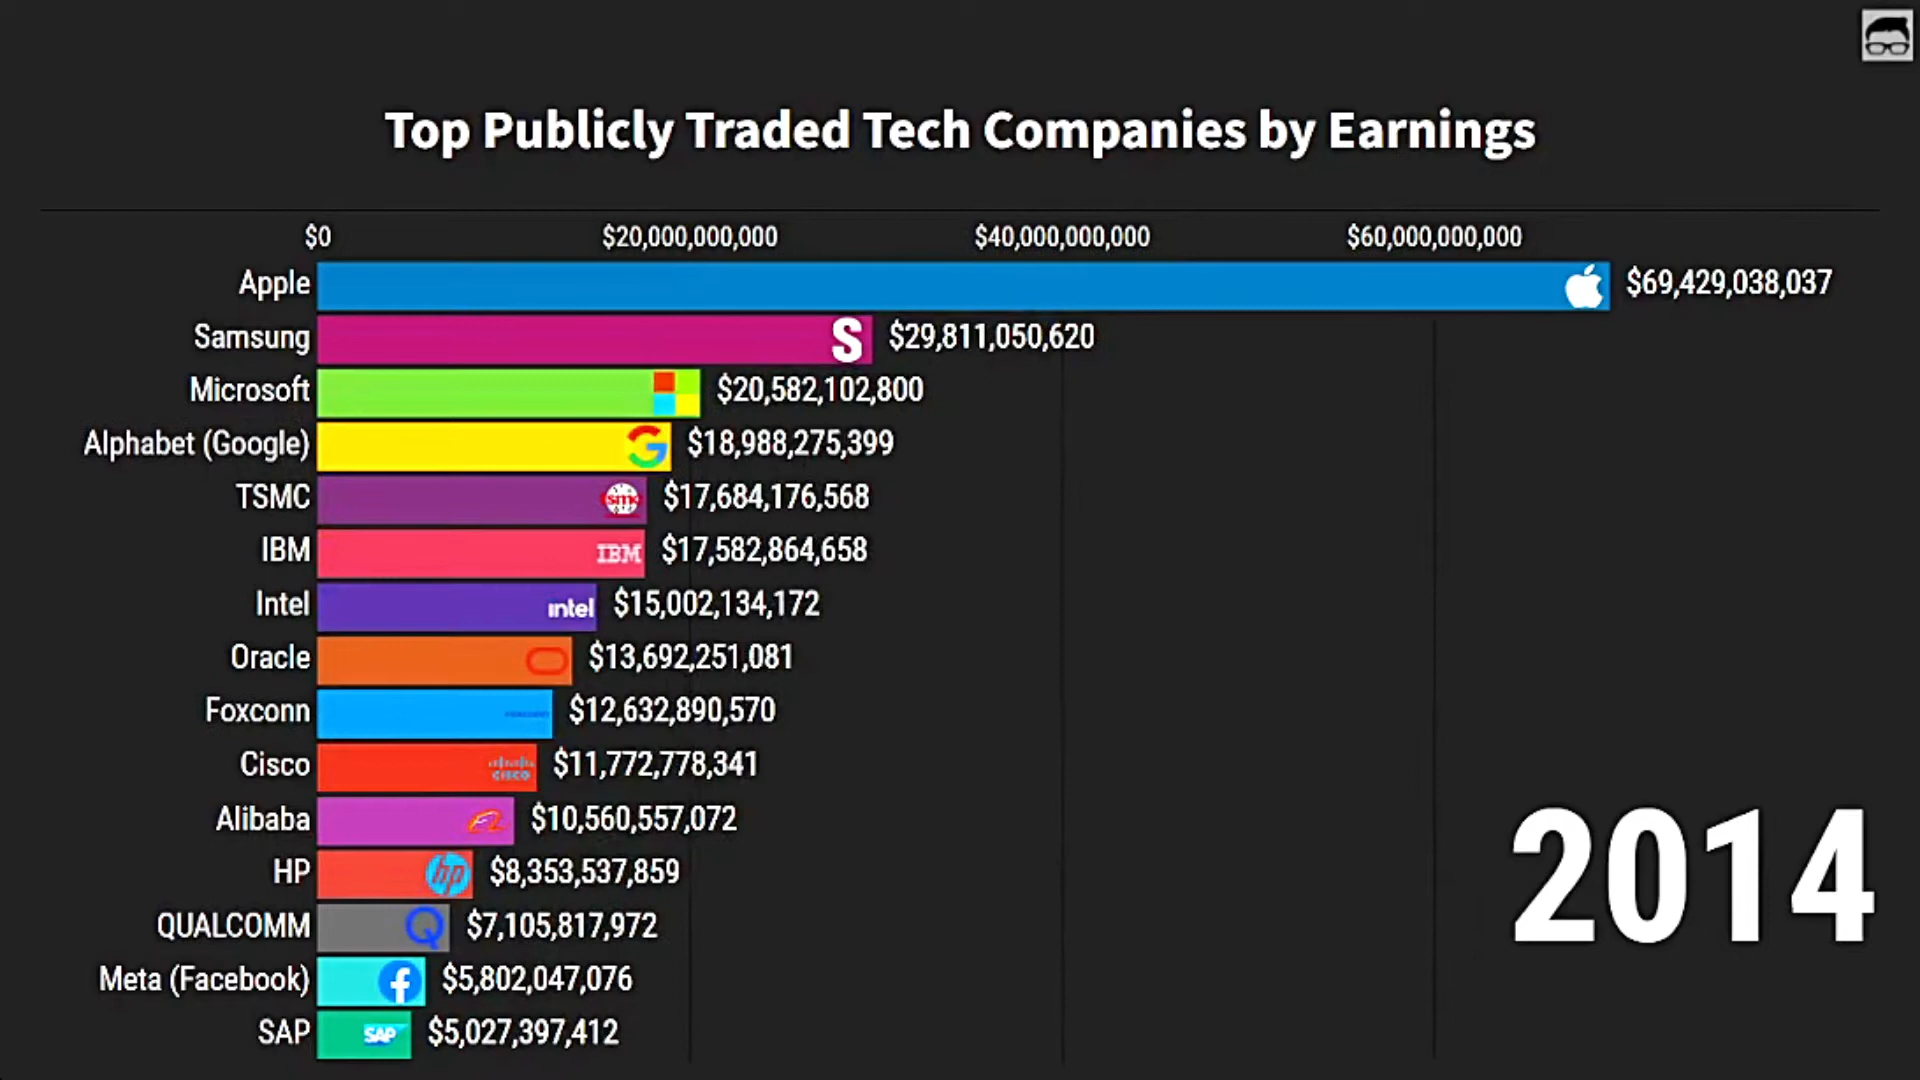 Top Publicly Traded Tech Companies by Earnings
$0 $20,000,000,000 $40,000,000,000 $60,000,000,000
Apple $69,429,038,037
Samsung S $29,811,050,620
Microsoft $20,582,102,800
Alphabet (Google) G $18,988,275,399
TSMC smk $17,684,176,568
IBM IBM $17,582,864,658
Intel intel $15,002,134,172
Oracle $13,692,251,081
Foxconn $12,632,890,570
Cisco CISCO $11,772,778,341
Alibaba $10,560,557,072
HP hp $8,353,537,859
QUALCOMM Q $7,105,817,972
Meta (Facebook) f $5,802,047,076
SAP SAP $5,027,397,412
2014